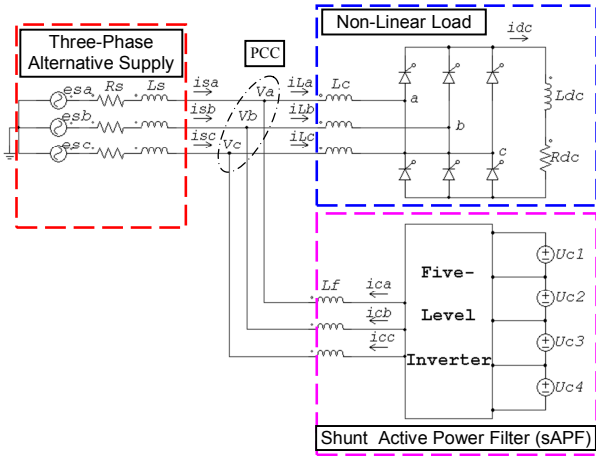 Non-Linear Load
Three-Phase
Alternative Supply
PCC
idc
esa Rs Ls isa Va iLa Lc
esb isb Vb iLb
esc isc Vc iLc
a
b
c
Ldc
Rdc
Lf
ica
icb
icc
Five-
Level
Inverter
Uc1
Uc2
Uc3
Uc4
Shunt Active Power Filter (sAPF)